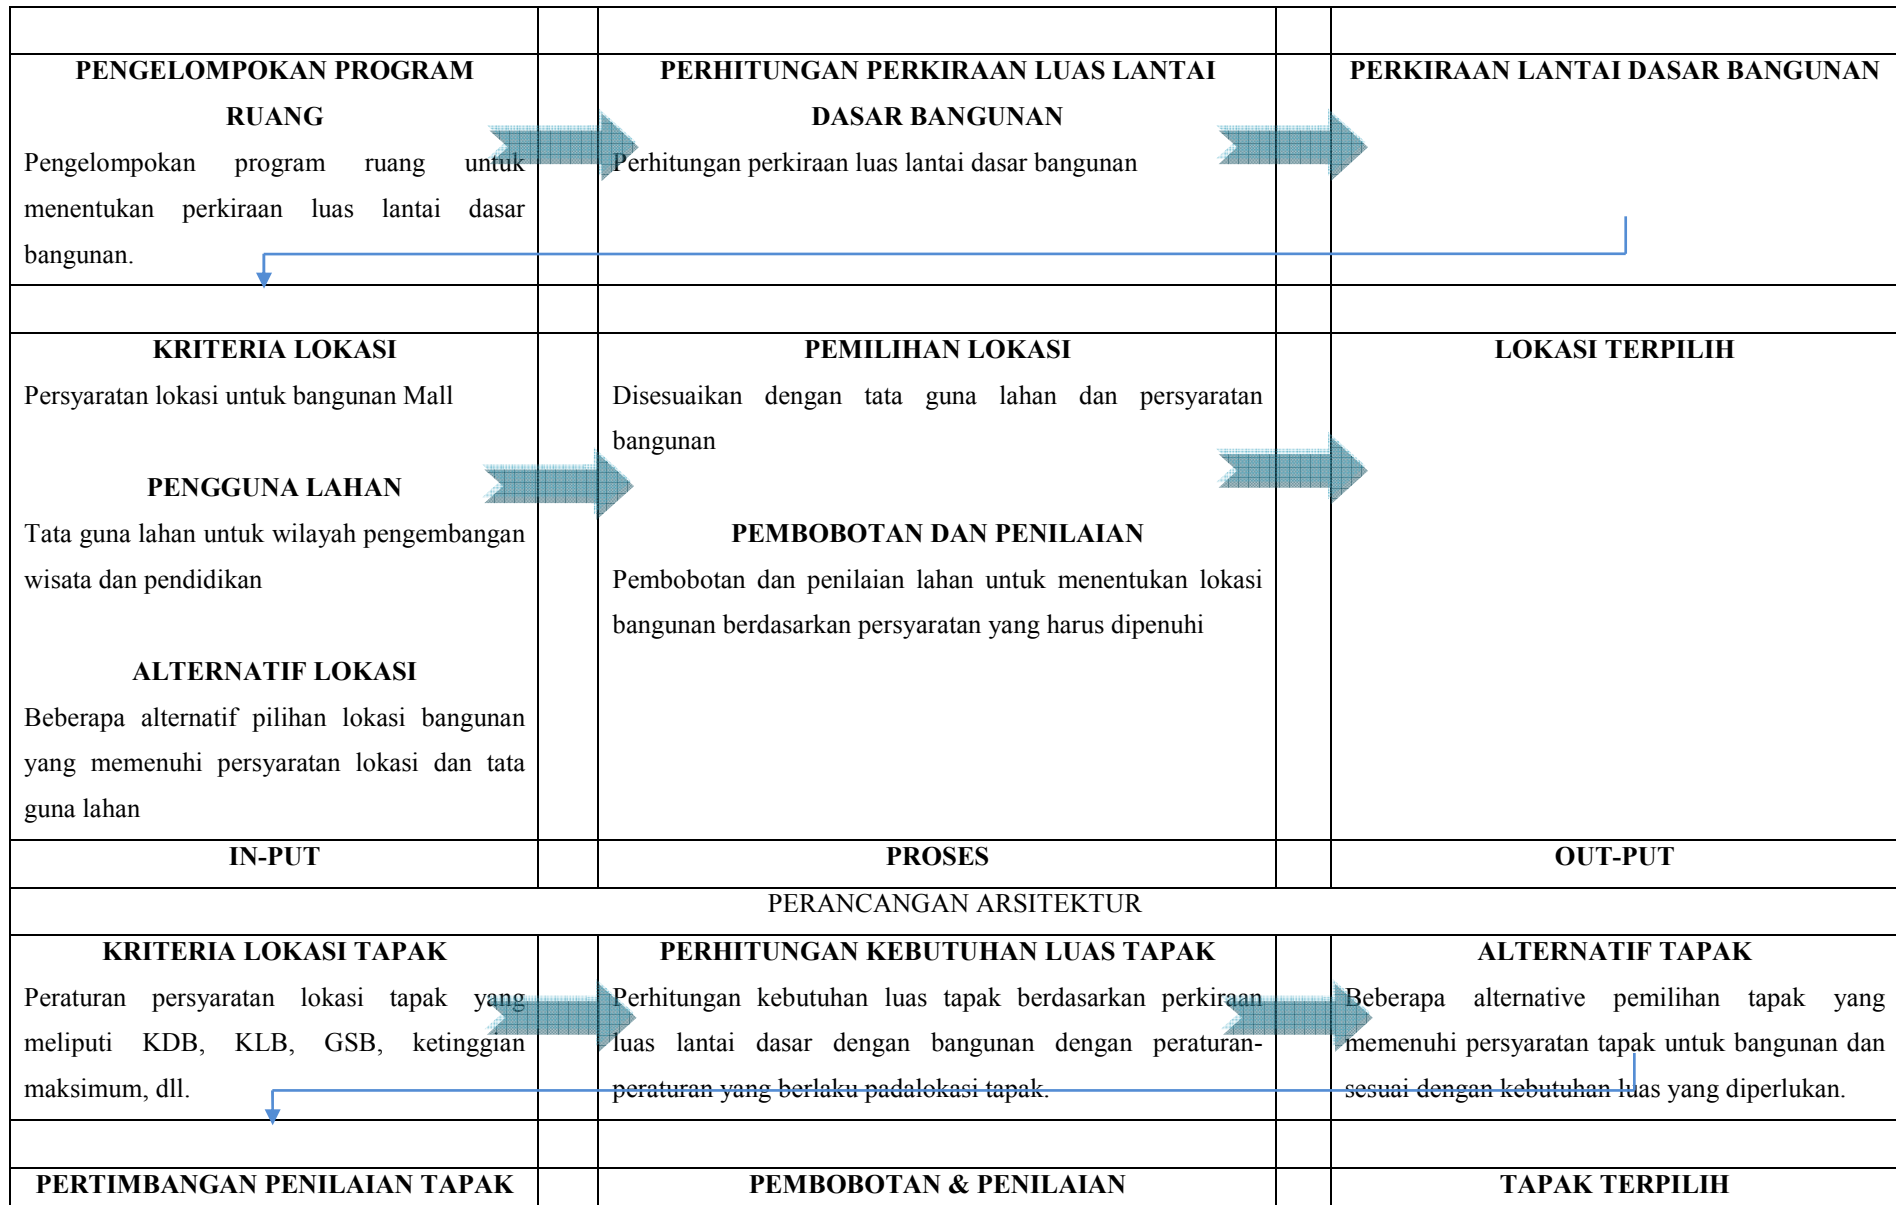 PENGELOMPOKAN PROGRAM
RUANG
Pengelompokan program ruang untuk
menentukan perkiraan luas lantai dasar
bangunan.
PERHITUNGAN PERKIRAAN LUAS LANTAI
DASAR BANGUNAN
Perhitungan perkiraan luas lantai dasar bangunan
PERKIRAAN LANTAI DASAR BANGUNAN
KRITERIA LOKASI
Persyaratan lokasi untuk bangunan Mall
PENGGUNA LAHAN
Tata guna lahan untuk wilayah pengembangan
wisata dan pendidikan
ALTERNATIF LOKASI
Beberapa alternatif pilihan lokasi bangunan
yang memenuhi persyaratan lokasi dan tata
guna lahan
PEMILIHAN LOKASI
Disesuaikan dengan tata guna lahan dan persyaratan
bangunan
PEMBOBOTAN DAN PENILAIAN
Pembobotan dan penilaian lahan untuk menentukan lokasi
bangunan berdasarkan persyaratan yang harus dipenuhi
LOKASI TERPILIH
IN-PUT
PROSES
OUT-PUT
PERANCANGAN ARSITEKTUR
KRITERIA LOKASI TAPAK
Peraturan persyaratan lokasi tapak yang
meliputi KDB, KLB, GSB, ketinggian
maksimum, dll.
PERHITUNGAN KEBUTUHAN LUAS TAPAK
Perhitungan kebutuhan luas tapak berdasarkan perkiraan
luas lantai dasar dengan bangunan dengan peraturan-
peraturan yang berlaku padalokasi tapak.
ALTERNATIF TAPAK
Beberapa alternative pemilihan tapak yang
memenuhi persyaratan tapak untuk bangunan dan
sesuai dengan kebutuhan luas yang diperlukan.
PERTIMBANGAN PENILAIAN TAPAK
PEMBOBOTAN & PENILAIAN
TAPAK TERPILIH